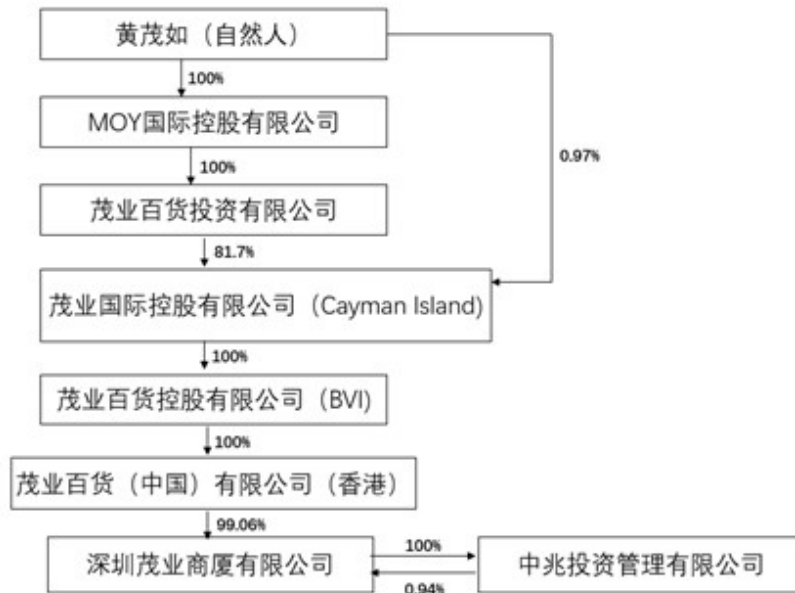 黄茂如（自然人）
100%
MOY国际控股有限公司
100%
0.97%
茂业百货投资有限公司
81.7%
茂业国际控股有限公司（Cayman Island)
100%
茂业百货控股有限公司（BVI)
100%
茂业百货（中国）有限公司（香港）
99.06%
深圳茂业商厦有限公司
100%
0.94%
中兆投资管理有限公司